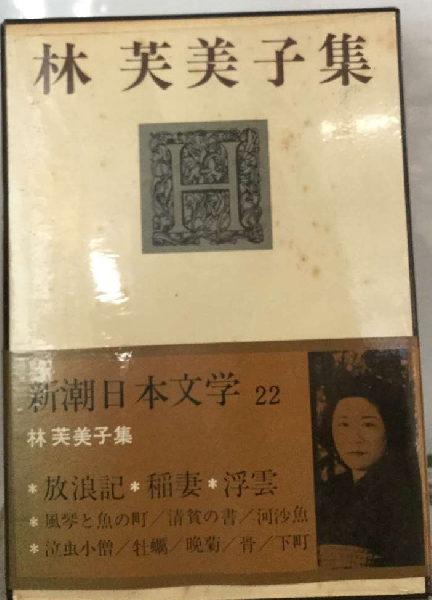 林 芙美子集
H
新潮日本文学 22
林芙美子集
*放浪記*稲妻*浮雲
*風琴と魚の町／清貧の書／河沙魚
*泣虫小僧／牡蠣／晩菊／骨／下町